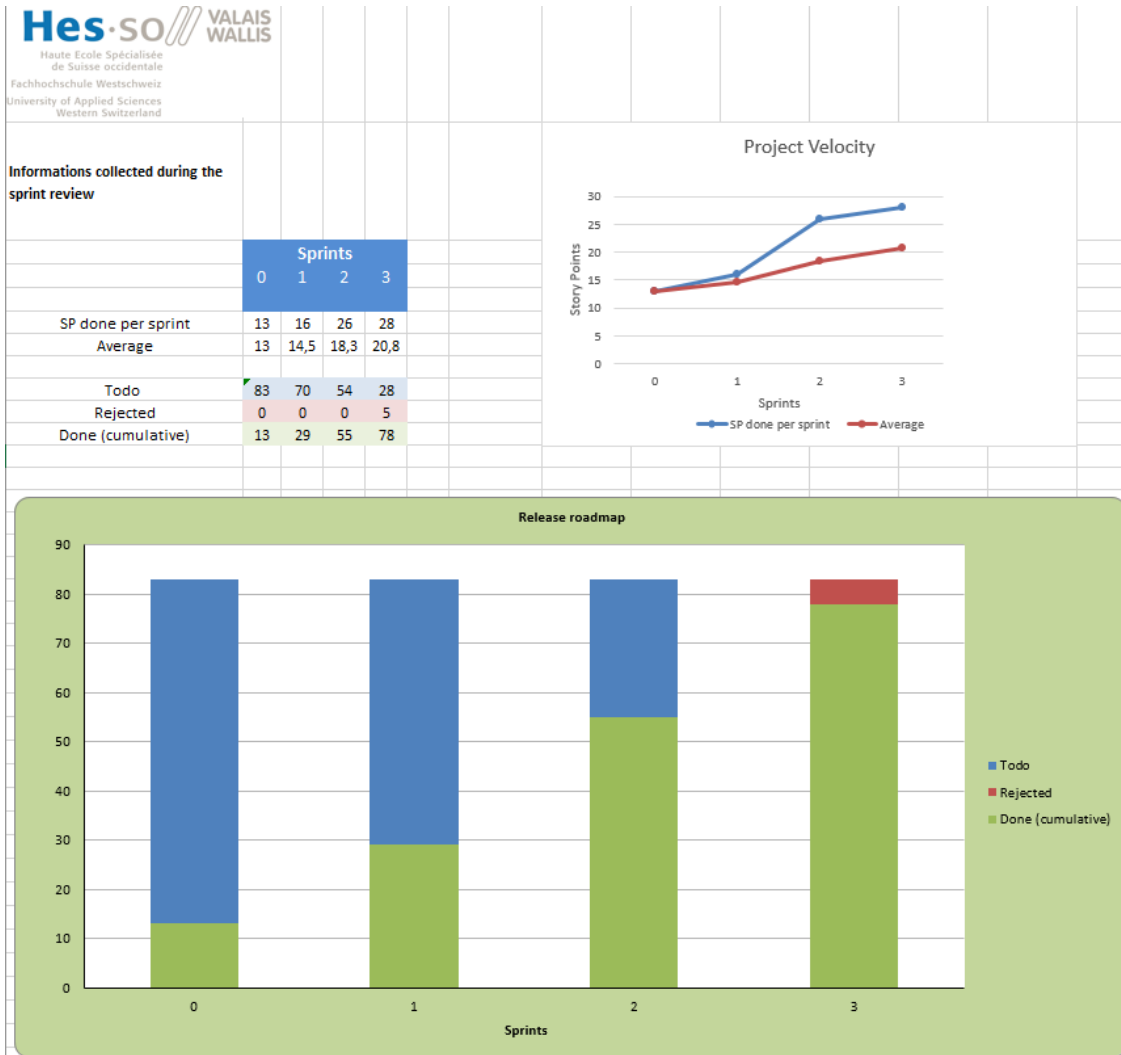 Hes·so VALAIS
WALLIS
Haute Ecole Spécialisée
de Suisse occidentale
Fachhochschule Westschweiz
University of Applied Sciences
Western Switzerland
Informations collected during the
sprint review
Sprints
0 1 2 3
SP done per sprint 13 16 26 28
Average 13 14,5 18,3 20,8
Todo 83 70 54 28
Rejected 0 0 0 5
Done (cumulative) 13 29 55 78
Project Velocity
30
25
20
15
10
5
0
Story Points
0 1 2 3
Sprints
SP done per sprint Average
Release roadmap
90
80
70
60
50
40
30
20
10
0
0 1 2 3
Sprints
Todo
Rejected
Done (cumulative)